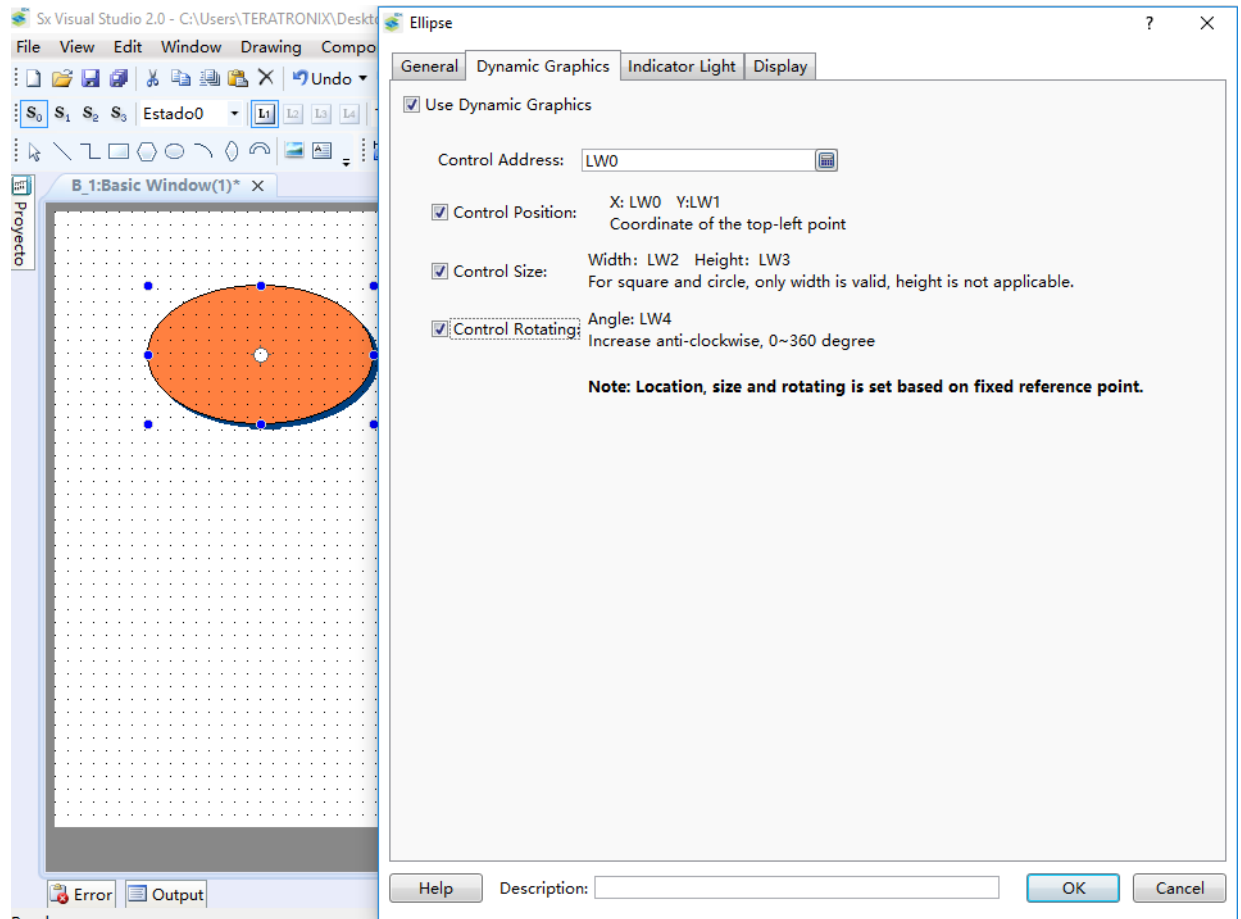 Sx Visual Studio 2.0 - C:\Users\TERATRONIX\Deskto
File View Edit Window Drawing Compo
Undo
S0 S1 S2 S3 Estado0 L1 L2 L3 L4
B_1:Basic Window(1)* X
Proyecto
Error Output
Ellipse ?
General Dynamic Graphics Indicator Light Display
Use Dynamic Graphics
Control Address: LW0
Control Position: X: LW0 Y:LW1
Coordinate of the top-left point
Control Size: Width: LW2 Height: LW3
For square and circle, only width is valid, height is not applicable.
Control Rotating: Angle: LW4
Increase anti-clockwise, 0~360 degree
Note: Location, size and rotating is set based on fixed reference point.
Help Description: OK Cancel